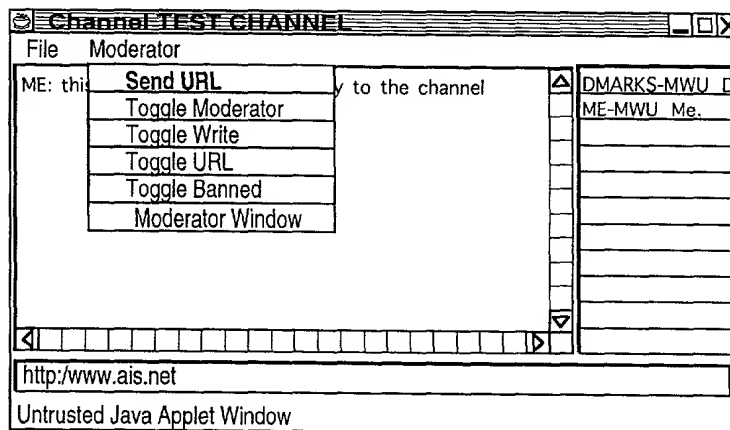 Channel TEST CHANNEL
File Moderator
ME: this
Send URL
y to the channel
Toggle Moderator
Toggle Write
Toggle URL
Toggle Banned
Moderator Window
DMARKS-MWU D
ME-MWU Me.
http:/www.ais.net
Untrusted Java Applet Window